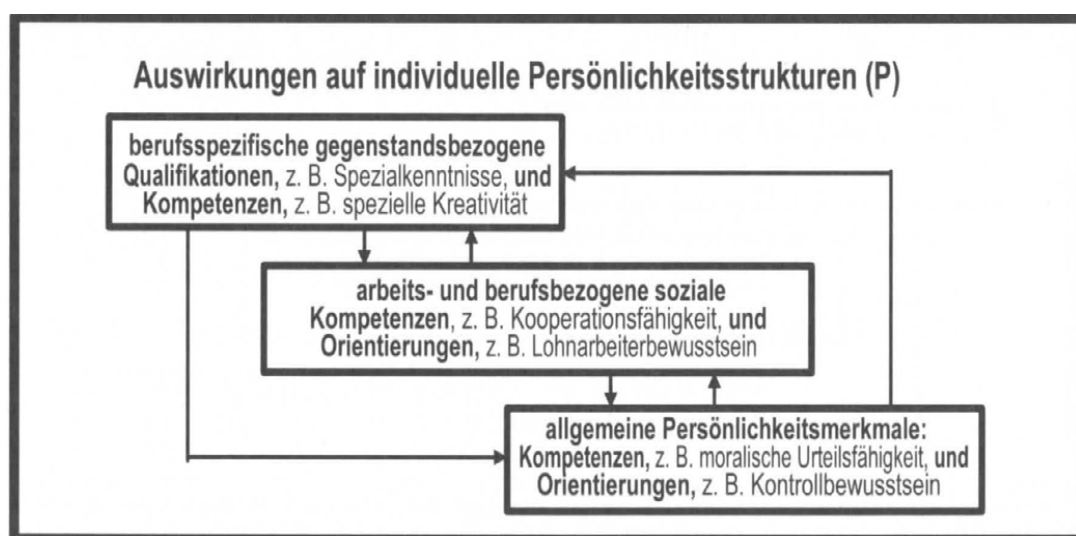 Auswirkungen auf individuelle Persönlichkeitsstrukturen (P)
berufsspezifische gegenstandsbezogene
Qualifikationen, z. B. Spezialkenntnisse, und
Kompetenzen, z. B. spezielle Kreativität
arbeits- und berufsbezogene soziale
Kompetenzen, z. B. Kooperationsfähigkeit, und
Orientierungen, z. B. Lohnarbeiterbewusstsein
allgemeine Persönlichkeitsmerkmale:
Kompetenzen, z. B. moralische Urteilsfähigkeit, und
Orientierungen, z. B. Kontrollbewusstsein